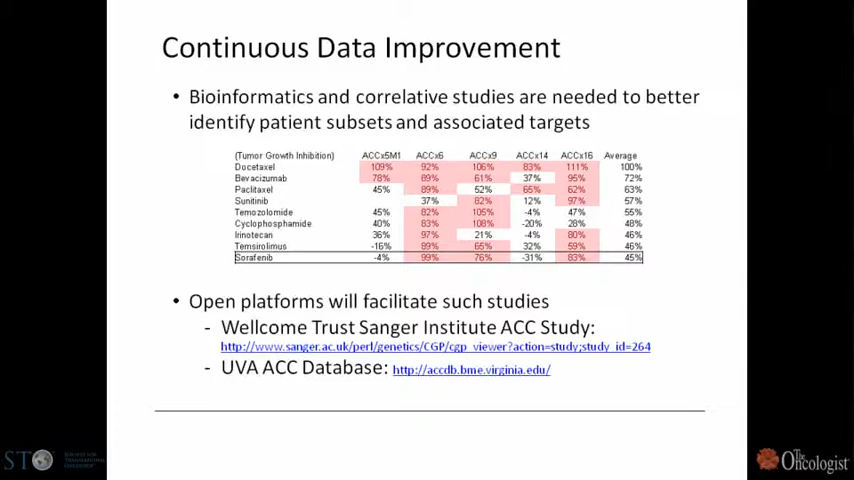 Continuous Data Improvement
• Bioinformatics and correlative studies are needed to better
identify patient subsets and associated targets
(Tumor Growth Inhibition) ACCx5M1 ACCx6 ACCx9 ACCx14 ACCx16 Average
Docetaxel 109% 92% 106% 83% 111% 100%
Bevacizumab 78% 89% 61% 37% 95% 72%
Paclitaxel 45% 89% 52% 65% 62% 63%
Sunitinib 37% 82% 12% 97% 57%
Temozolomide 45% 82% 105% -4% 47% 55%
Cyclophosphamide 40% 83% 108% -20% 28% 48%
Irinotecan 36% 97% 21% -4% 80% 46%
Temsirolimus -16% 89% 65% 32% 59% 46%
Sorafenib -4% 99% 76% -31% 83% 45%
• Open platforms will facilitate such studies
- Wellcome Trust Sanger Institute ACC Study:
http://www.sanger.ac.uk/perl/genetics/CGP/cgp_viewer?action=study;study_id=264
- UVA ACC Database: http://accdb.bme.virginia.edu/
STO
The Oncologist®